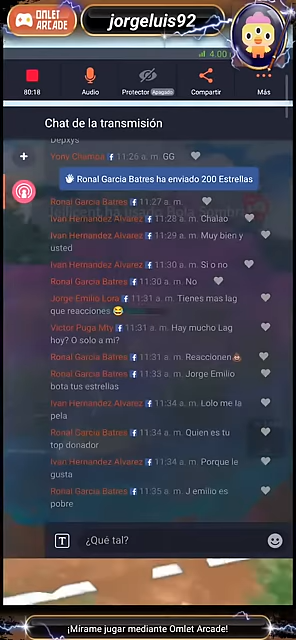 OMLET
ARCADE
jorgeluis92
4.00
80:18
Audio
Protector Apagado
Compartir
Más
Chat de la transmisión
Depxys
Yony Champa 11:26 a. m. GG
Ronal Garcia Batres ha enviado 200 Estrellas
Ronal Garcia Batres 11:27 a. m.
Ivan Hernandez Alvarez 11:28 a. m. Chaiao
Ivan Hernandez Alvarez 11:29 a. m. Muy bien y
usted
Ivan Hernandez Alvarez 11:30 a. m. Si o no
Ronal Garcia Batres 11:30 a. m. No
Jorge Emilio Lora 11:31 a. m. Tienes mas lag
que reacciones 😂
Victor Puga Mty 11:31 a. m. Hay mucho Lag
hoy? O solo a mi?
Ronal Garcia Batres 11:31 a. m. Reaccionen💩
Ronal Garcia Batres 11:33 a. m. Jorge Emilio
bota tus estrellas
Ivan Hernandez Alvarez 11:34 a. m. Lolo me la
pela
Ronal Garcia Batres 11:34 a. m. Quien es tu
top donador
Ivan Hernandez Alvarez 11:34 a. m. Porque le
gusta
Ronal Garcia Batres 11:35 a. m. J emilio es
pobre
T ¿Qué tal?
¡Mírame jugar mediante Omlet Arcade!